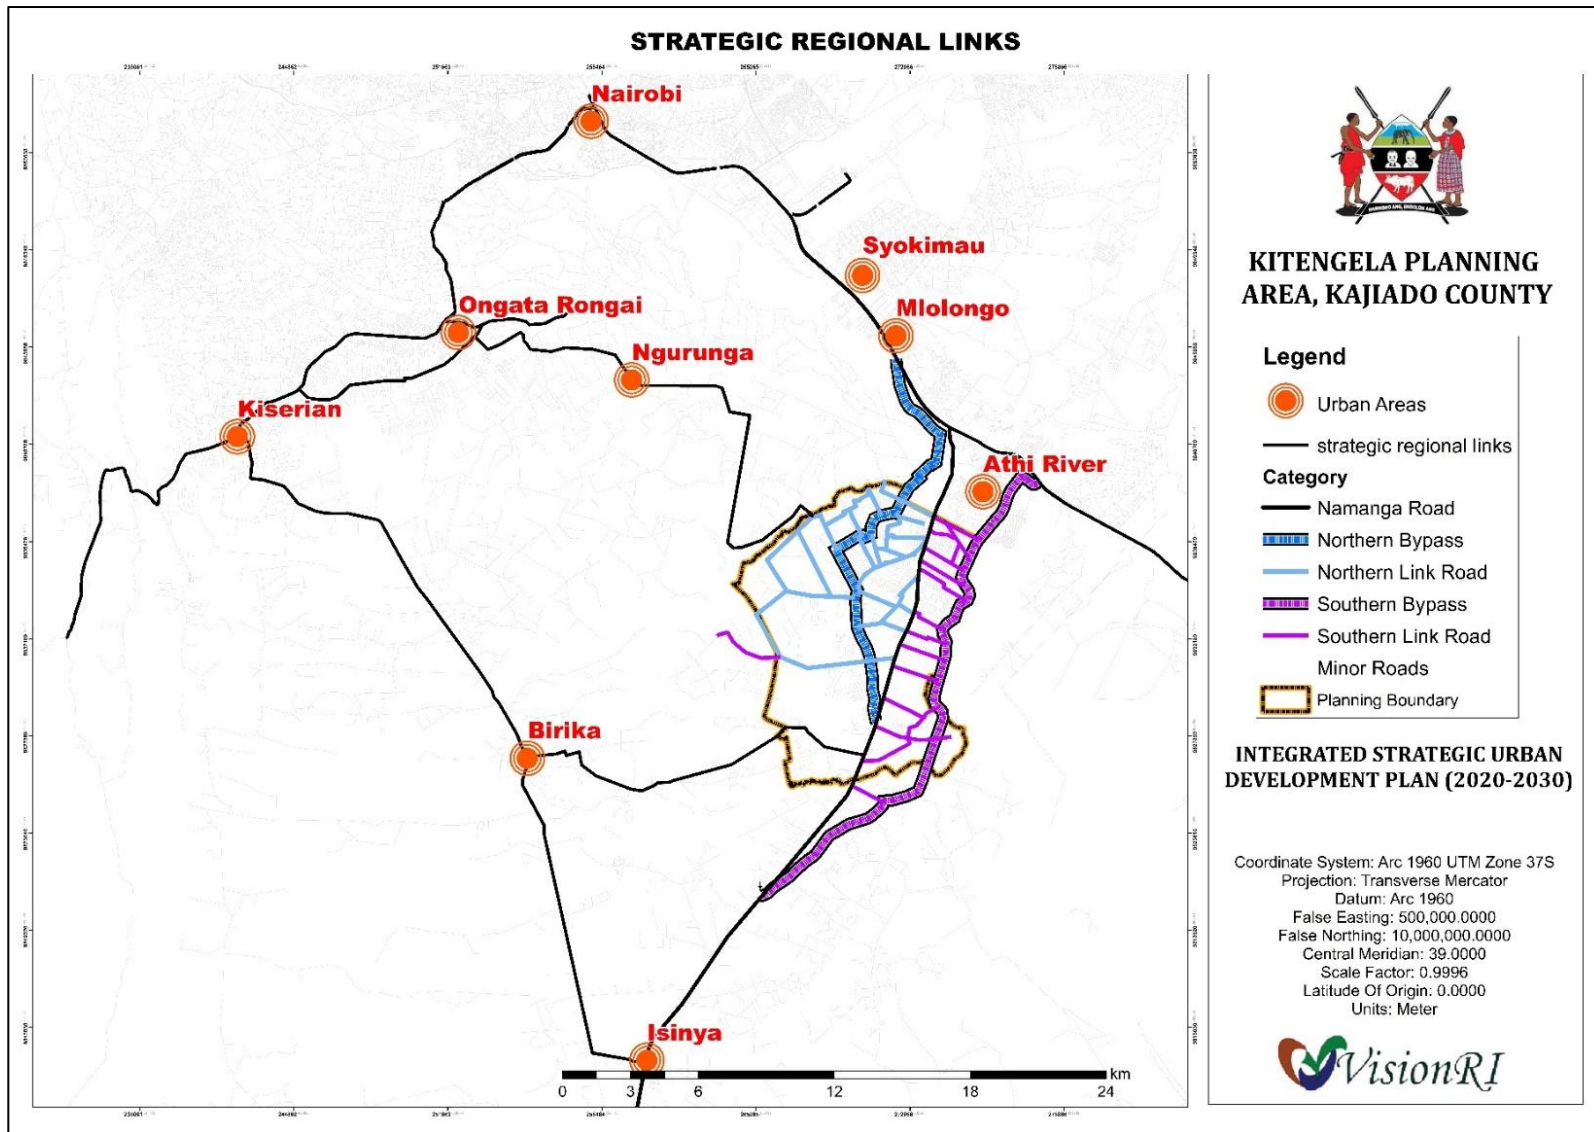 STRATEGIC REGIONAL LINKS
Nairobi
Syokimau
Ongata Rongai
Mlolongo
Ngurunga
Kiserian
Athi River
Birika
Isinya
0 3 6 12 18 24 km
KITENGELA PLANNING
AREA, KAJIADO COUNTY
Legend
Urban Areas
strategic regional links
Category
Namanga Road
Northern Bypass
Northern Link Road
Southern Bypass
Southern Link Road
Minor Roads
Planning Boundary
INTEGRATED STRATEGIC URBAN
DEVELOPMENT PLAN (2020-2030)
Coordinate System: Arc 1960 UTM Zone 37S
Projection: Transverse Mercator
Datum: Arc 1960
False Easting: 500,000.0000
False Northing: 10,000,000.0000
Central Meridian: 39.0000
Scale Factor: 0.9996
Latitude Of Origin: 0.0000
Units: Meter
VisionRI